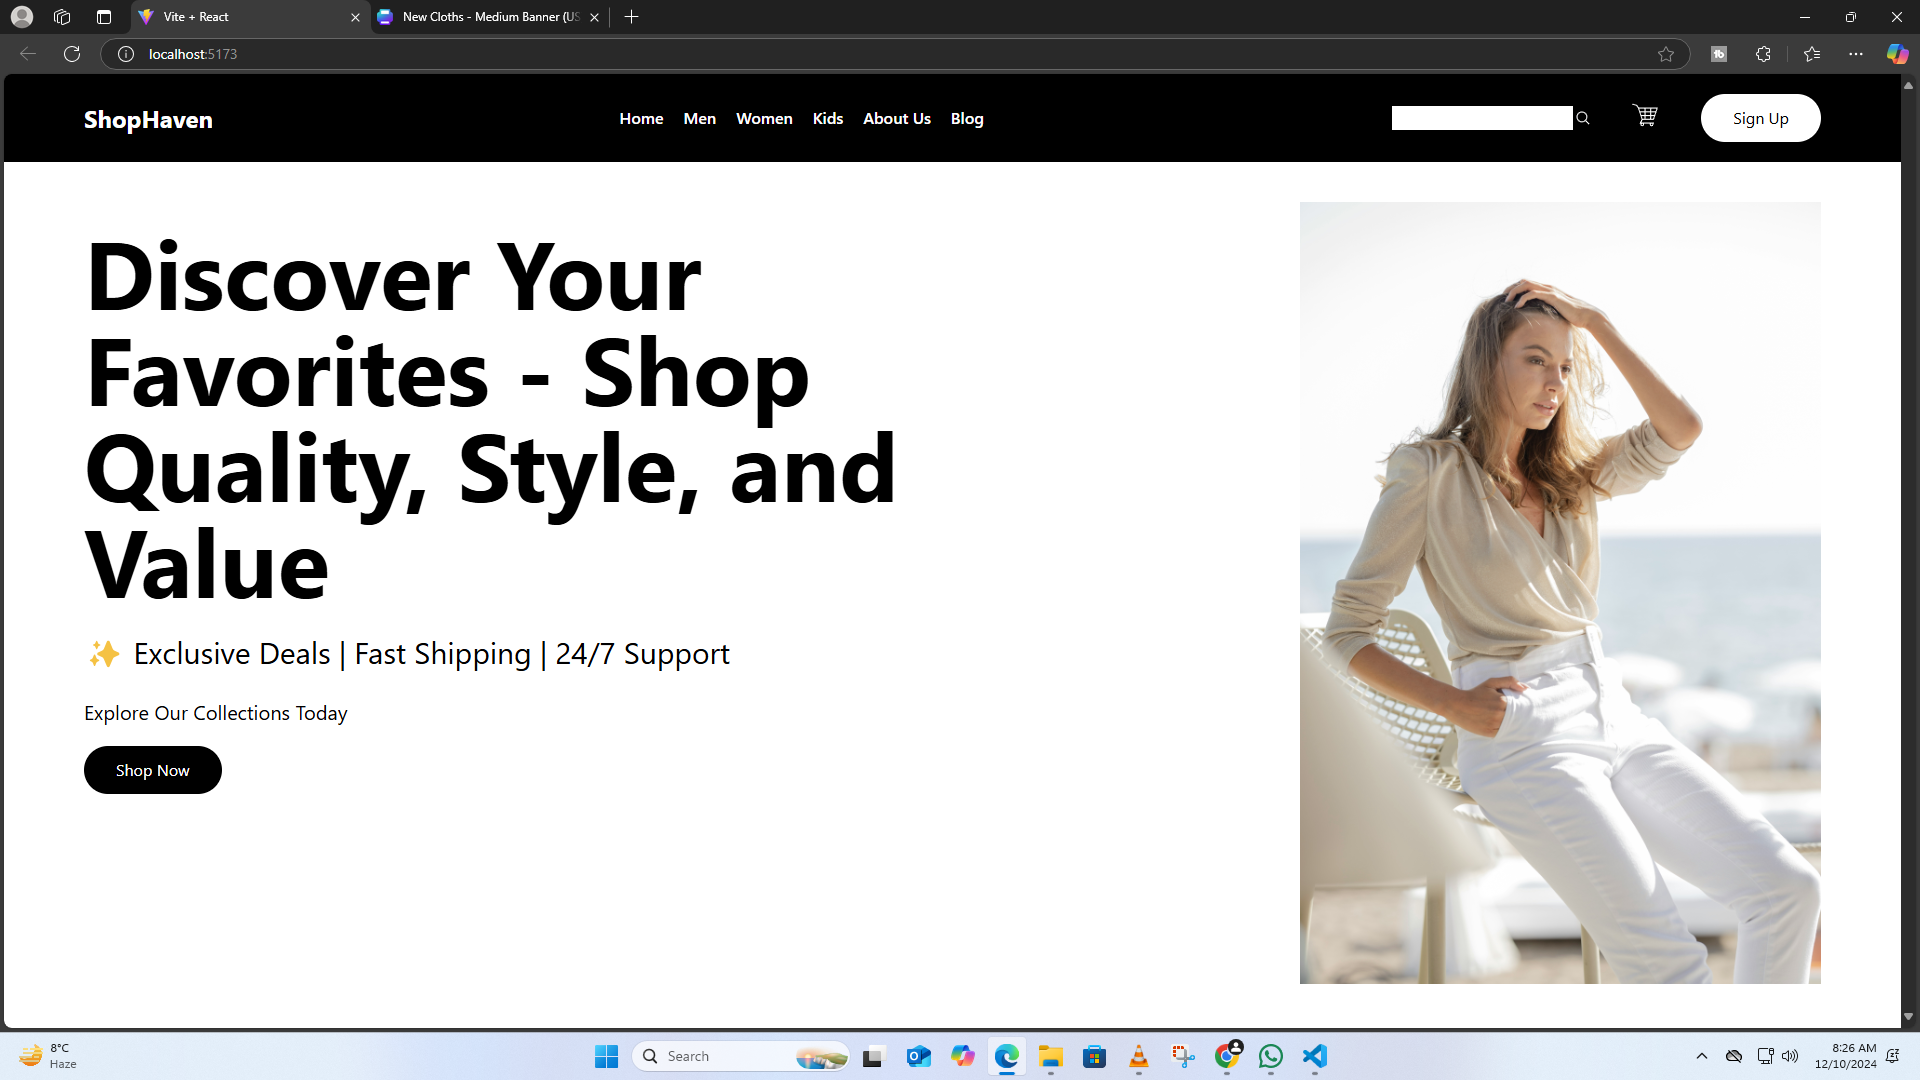 Vite + React
New Cloths - Medium Banner (US
localhost:5173
ShopHaven
Home Men Women Kids About Us Blog
Sign Up
Discover Your
Favorites - Shop
Quality, Style, and
Value
✨ Exclusive Deals | Fast Shipping | 24/7 Support
Explore Our Collections Today
Shop Now
8°C
Haze
Search
8:26 AM
12/10/2024